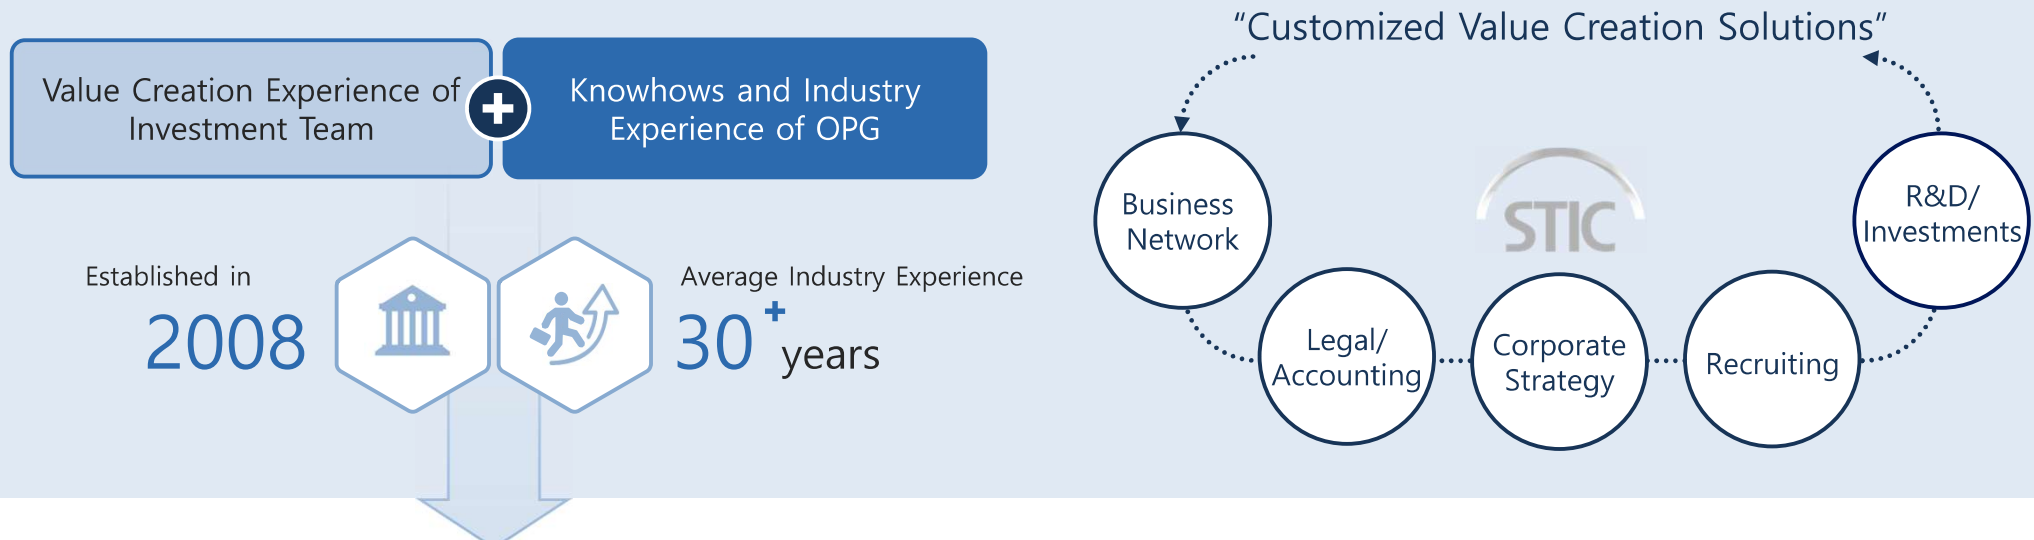 Value Creation Experience of
Investment Team
Knowhows and Industry
Experience of OPG
Established in
2008
Average Industry Experience
30+ years
“Customized Value Creation Solutions”
Business
Network
Legal/
Accounting
Corporate
Strategy
Recruiting
R&D/
Investments
STIC